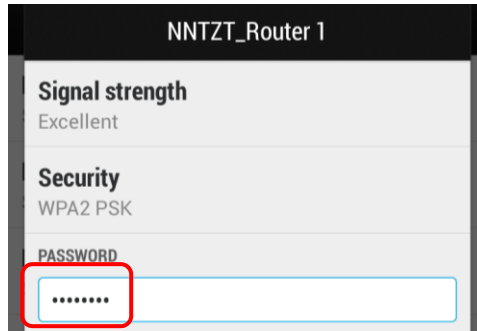 NNTZT_Router 1
Signal strength
Excellent
Security
WPA2 PSK
PASSWORD
••••••••